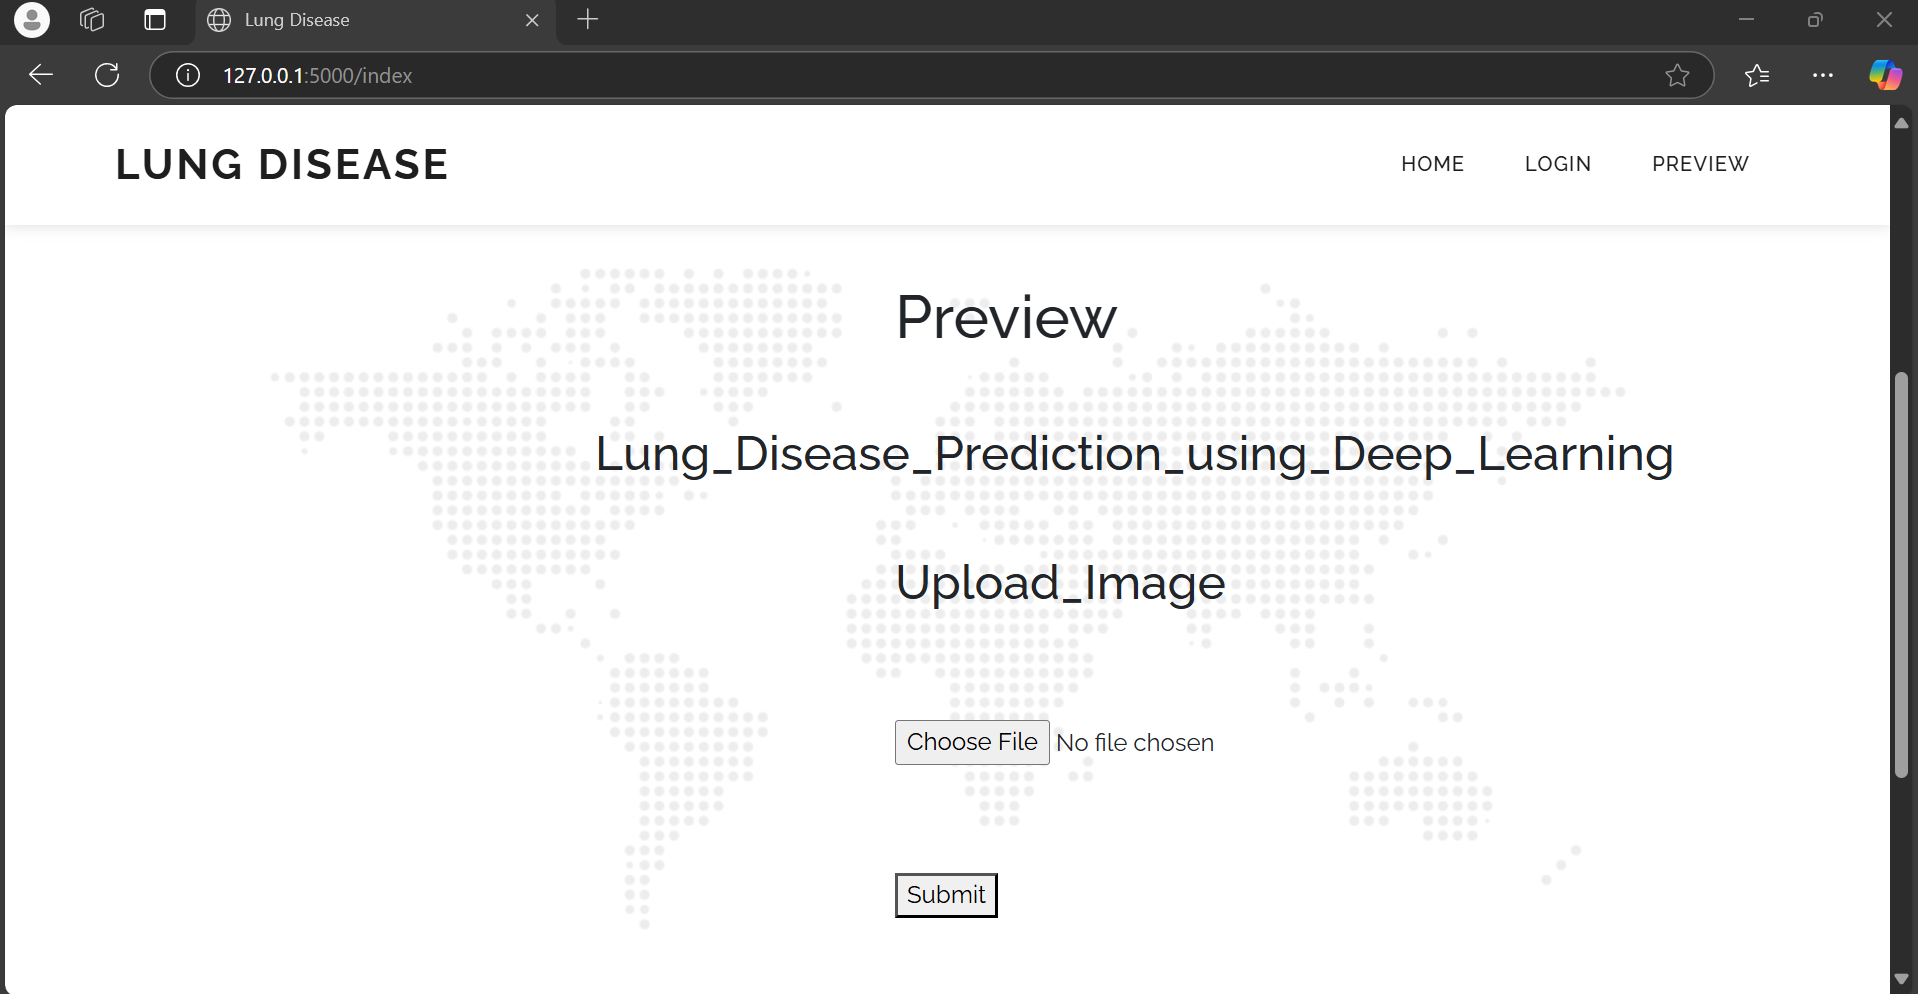 Lung Disease
127.0.0.1:5000/index
LUNG DISEASE
HOME LOGIN PREVIEW
Preview
Lung_Disease_Prediction_using_Deep_Learning
Upload_Image
Choose File No file chosen
Submit